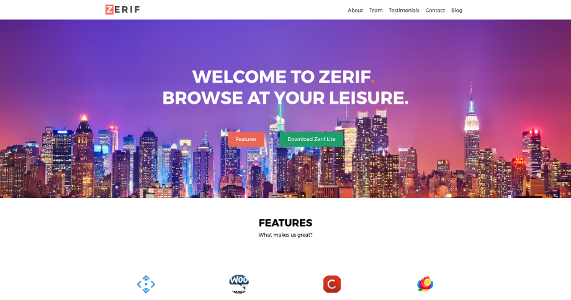 ZERIF
About Team Testimonials Contact Blog
WELCOME TO ZERIF.
BROWSE AT YOUR LEISURE.
Features
Download Zerif Lite
FEATURES
What makes us great?
WOO
C